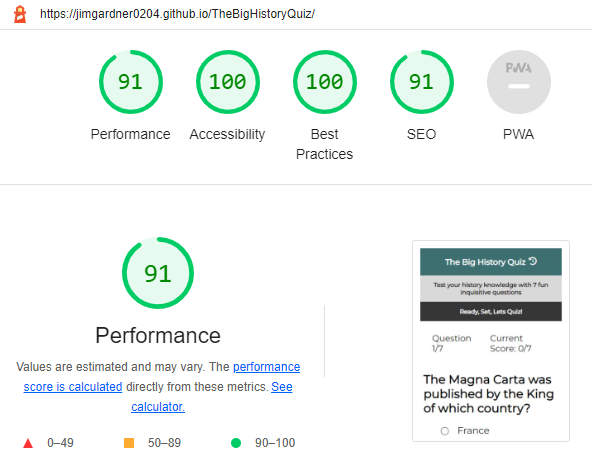 https://jimgardner0204.github.io/TheBigHistoryQuiz/
91 100 100 91 PWA
Performance Accessibility Best Practices SEO PWA
91
Performance
Values are estimated and may vary. The performance
score is calculated directly from these metrics. See
calculator.
0–49 50–89 90–100
The Big History Quiz
Test your history knowledge with 7 fun
inquisitive questions
Ready, Set, Lets Quiz!
Question Current
1/7 Score: 0/7
The Magna Carta was
published by the King
of which country?
France